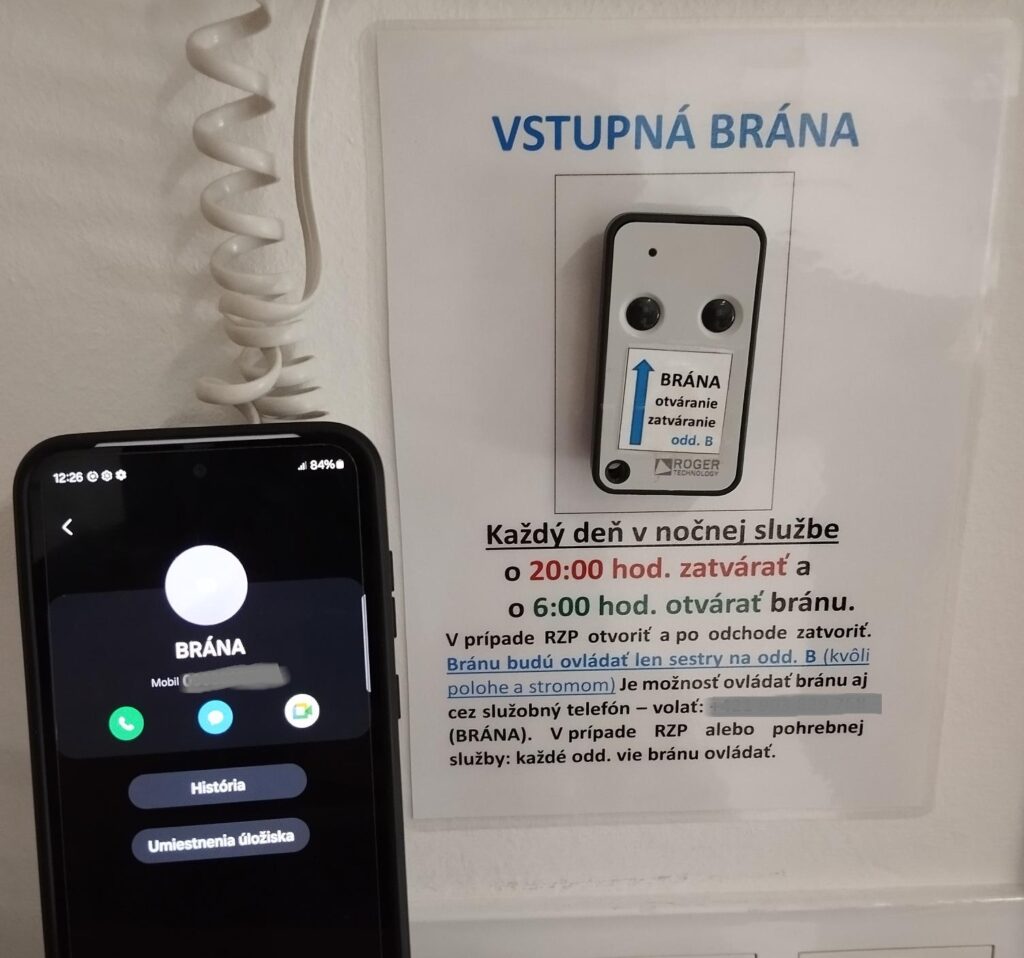 VSTUPNÁ BRÁNA
BRÁNA
otváranie
zatváranie
odd. B
ROGER
TECHNOLOGY
Každý deň v nočnej službe
o 20:00 hod. zatvárať a
o 6:00 hod. otvárať bránu.
V prípade RZP otvoriť a po odchode zatvoriť.
Bránu budú ovládať len sestry na odd. B (kvôli
polohe a stromom) Je možnosť ovládať bránu aj
cez služobný telefón – volať:
(BRÁNA). V prípade RZP alebo pohrebnej
služby: každé odd. vie bránu ovládať.
12:26 84%
BRÁNA
Mobil
História
Umiestnenia úložiska